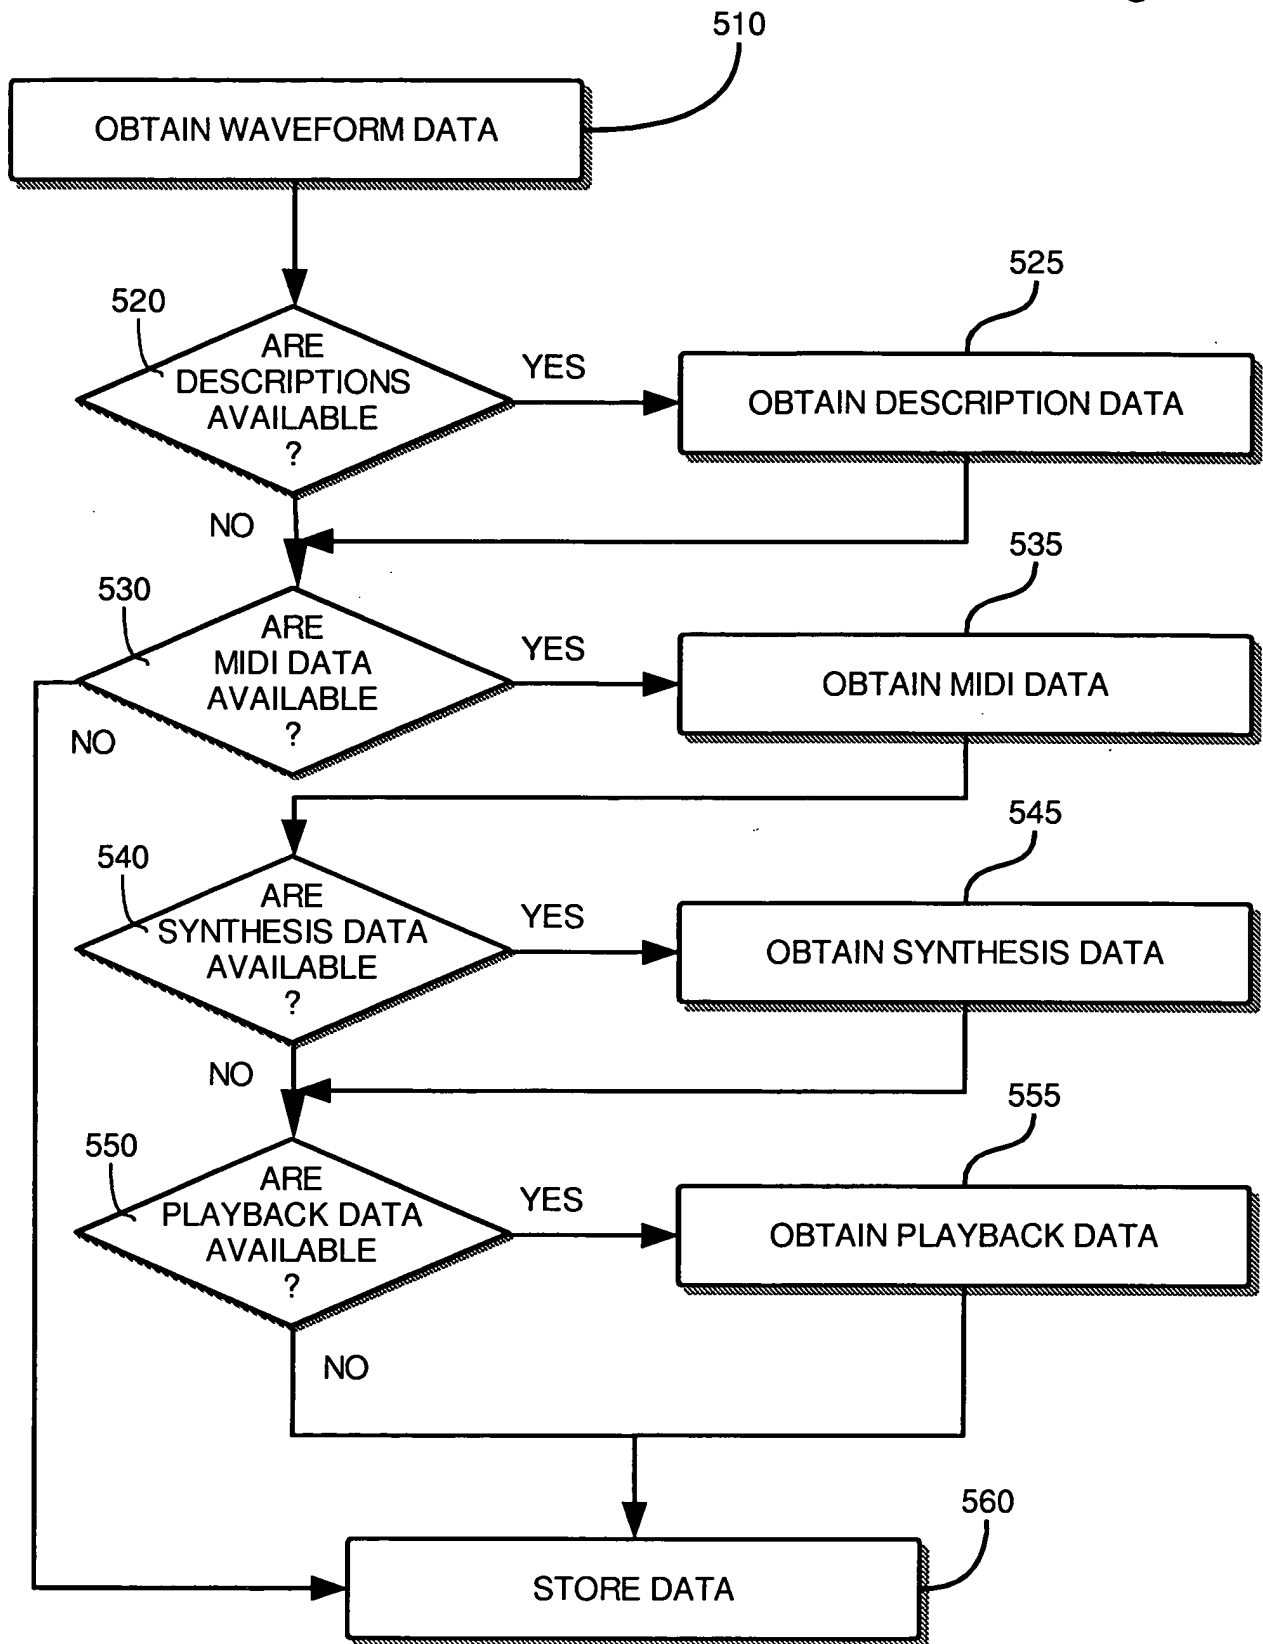 510
OBTAIN WAVEFORM DATA
525
520
ARE
DESCRIPTIONS
AVAILABLE
?
YES
OBTAIN DESCRIPTION DATA
NO
535
530
ARE
MIDI DATA
AVAILABLE
?
YES
OBTAIN MIDI DATA
NO
545
540
ARE
SYNTHESIS DATA
AVAILABLE
?
YES
OBTAIN SYNTHESIS DATA
NO
555
550
ARE
PLAYBACK DATA
AVAILABLE
?
YES
OBTAIN PLAYBACK DATA
NO
560
STORE DATA